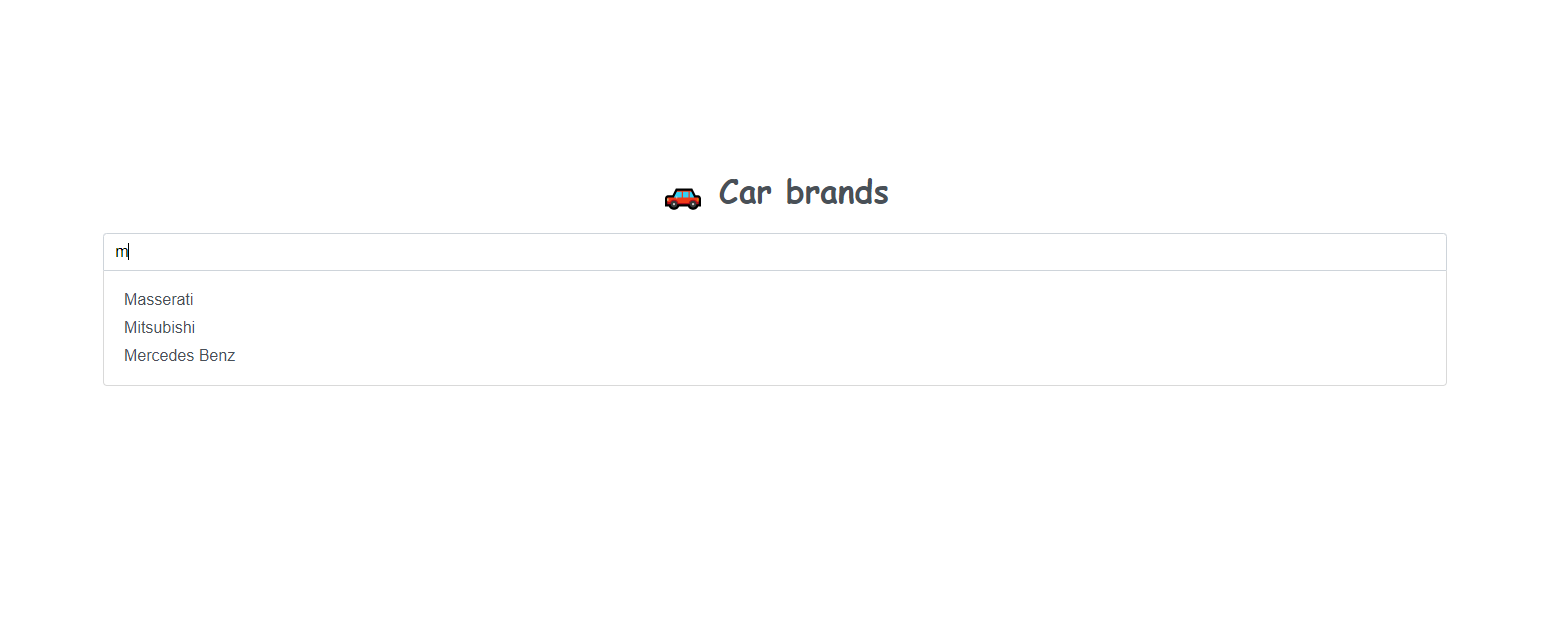 Car brands
m
Masserati
Mitsubishi
Mercedes Benz